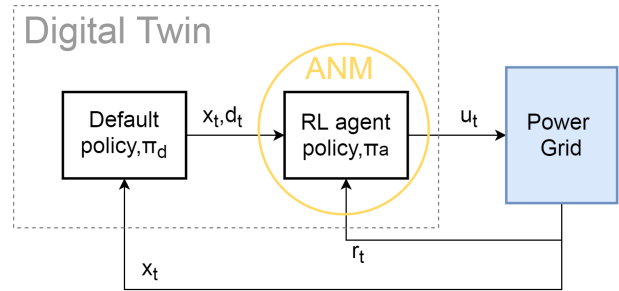 Digital Twin
ANM
Default
policy,πd
xt,dt
RL agent
policy,πa
ut
Power
Grid
rt
xt